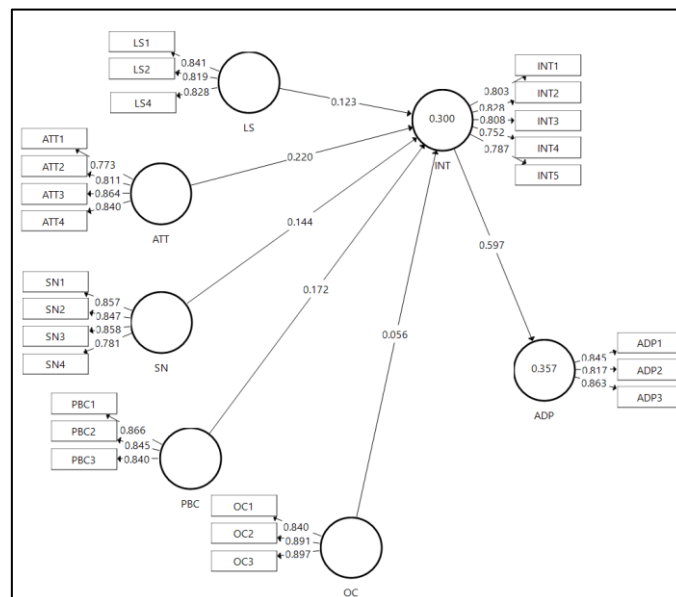 LS1
LS2
LS4
0.841
0.819
0.828
LS
0.123
ATT1
ATT2
ATT3
ATT4
0.773
0.811
0.864
0.840
ATT
0.220
SN1
SN2
SN3
SN4
0.857
0.847
0.858
0.781
SN
0.144
PBC1
PBC2
PBC3
0.866
0.845
0.840
PBC
0.172
OC1
OC2
OC3
0.840
0.891
0.897
OC
0.056
0.300
INT
0.803
0.828
0.808
0.752
0.787
INT1
INT2
INT3
INT4
INT5
0.597
0.357
ADP
0.845
0.817
0.863
ADP1
ADP2
ADP3